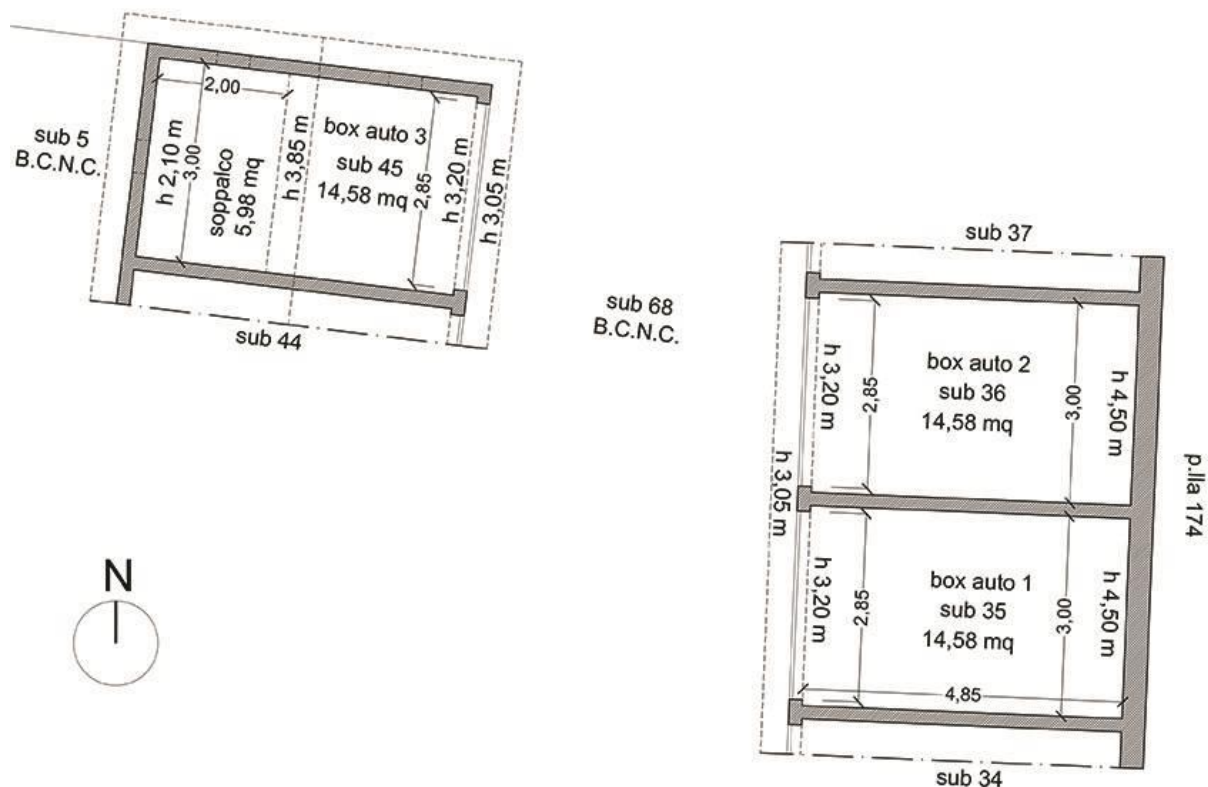 sub 5
B.C.N.C.
2,00
h 2,10 m
3,00
soppalco
5,98 mq
h 3,85 m
box auto 3
sub 45
14,58 mq
2,85
h 3,20 m
h 3,05 m
sub 44
sub 68
B.C.N.C.
sub 37
h 3,20 m
2,85
box auto 2
sub 36
14,58 mq
3,00
h 4,50 m
h 3,05 m
p.lla 174
h 3,20 m
2,85
box auto 1
sub 35
14,58 mq
3,00
h 4,50 m
4,85
sub 34
N